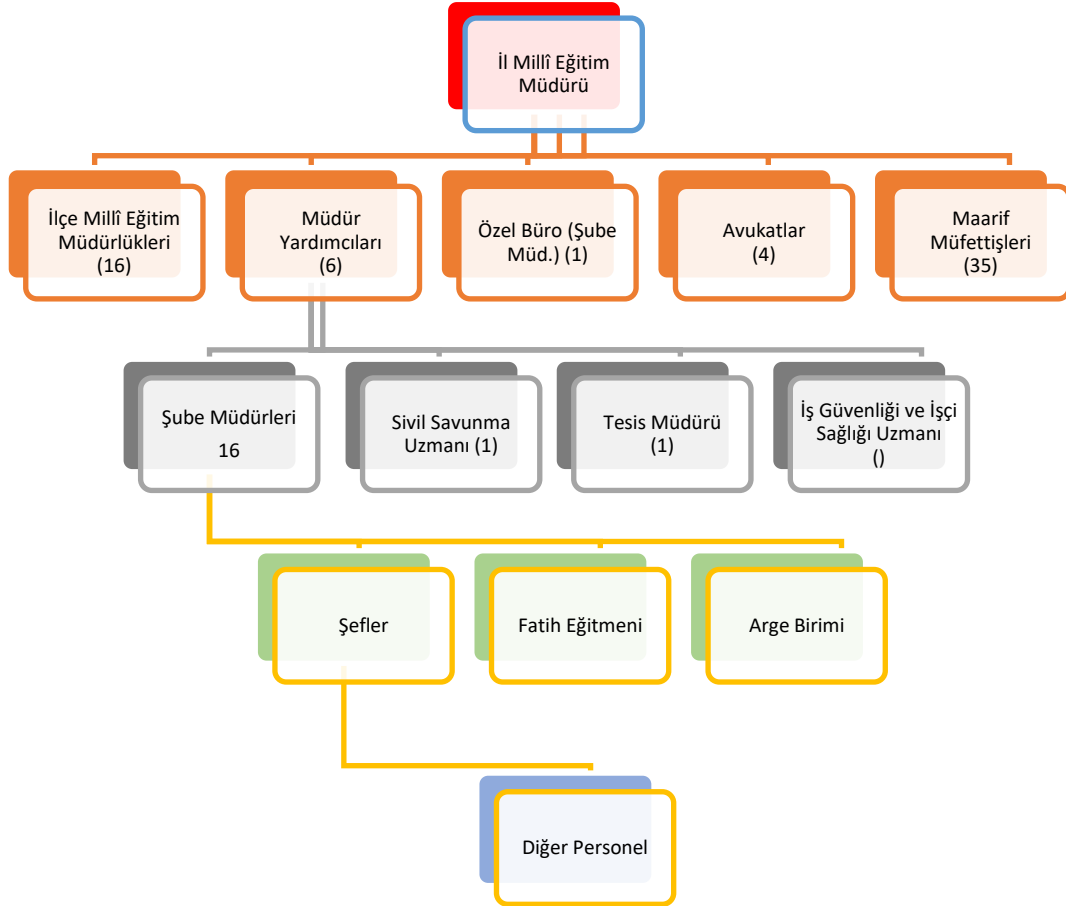 İl Millî Eğitim
Müdürü
İlçe Millî Eğitim
Müdürlükleri
(16)
Müdür
Yardımcıları
(6)
Özel Büro (Şube
Müd.) (1)
Avukatlar
(4)
Maarif
Müfettişleri
(35)
Şube Müdürleri
16
Sivil Savunma
Uzmanı (1)
Tesis Müdürü
(1)
İş Güvenliği ve İşçi
Sağlığı Uzmanı
()
Şefler
Fatih Eğitmeni
Arge Birimi
Diğer Personel